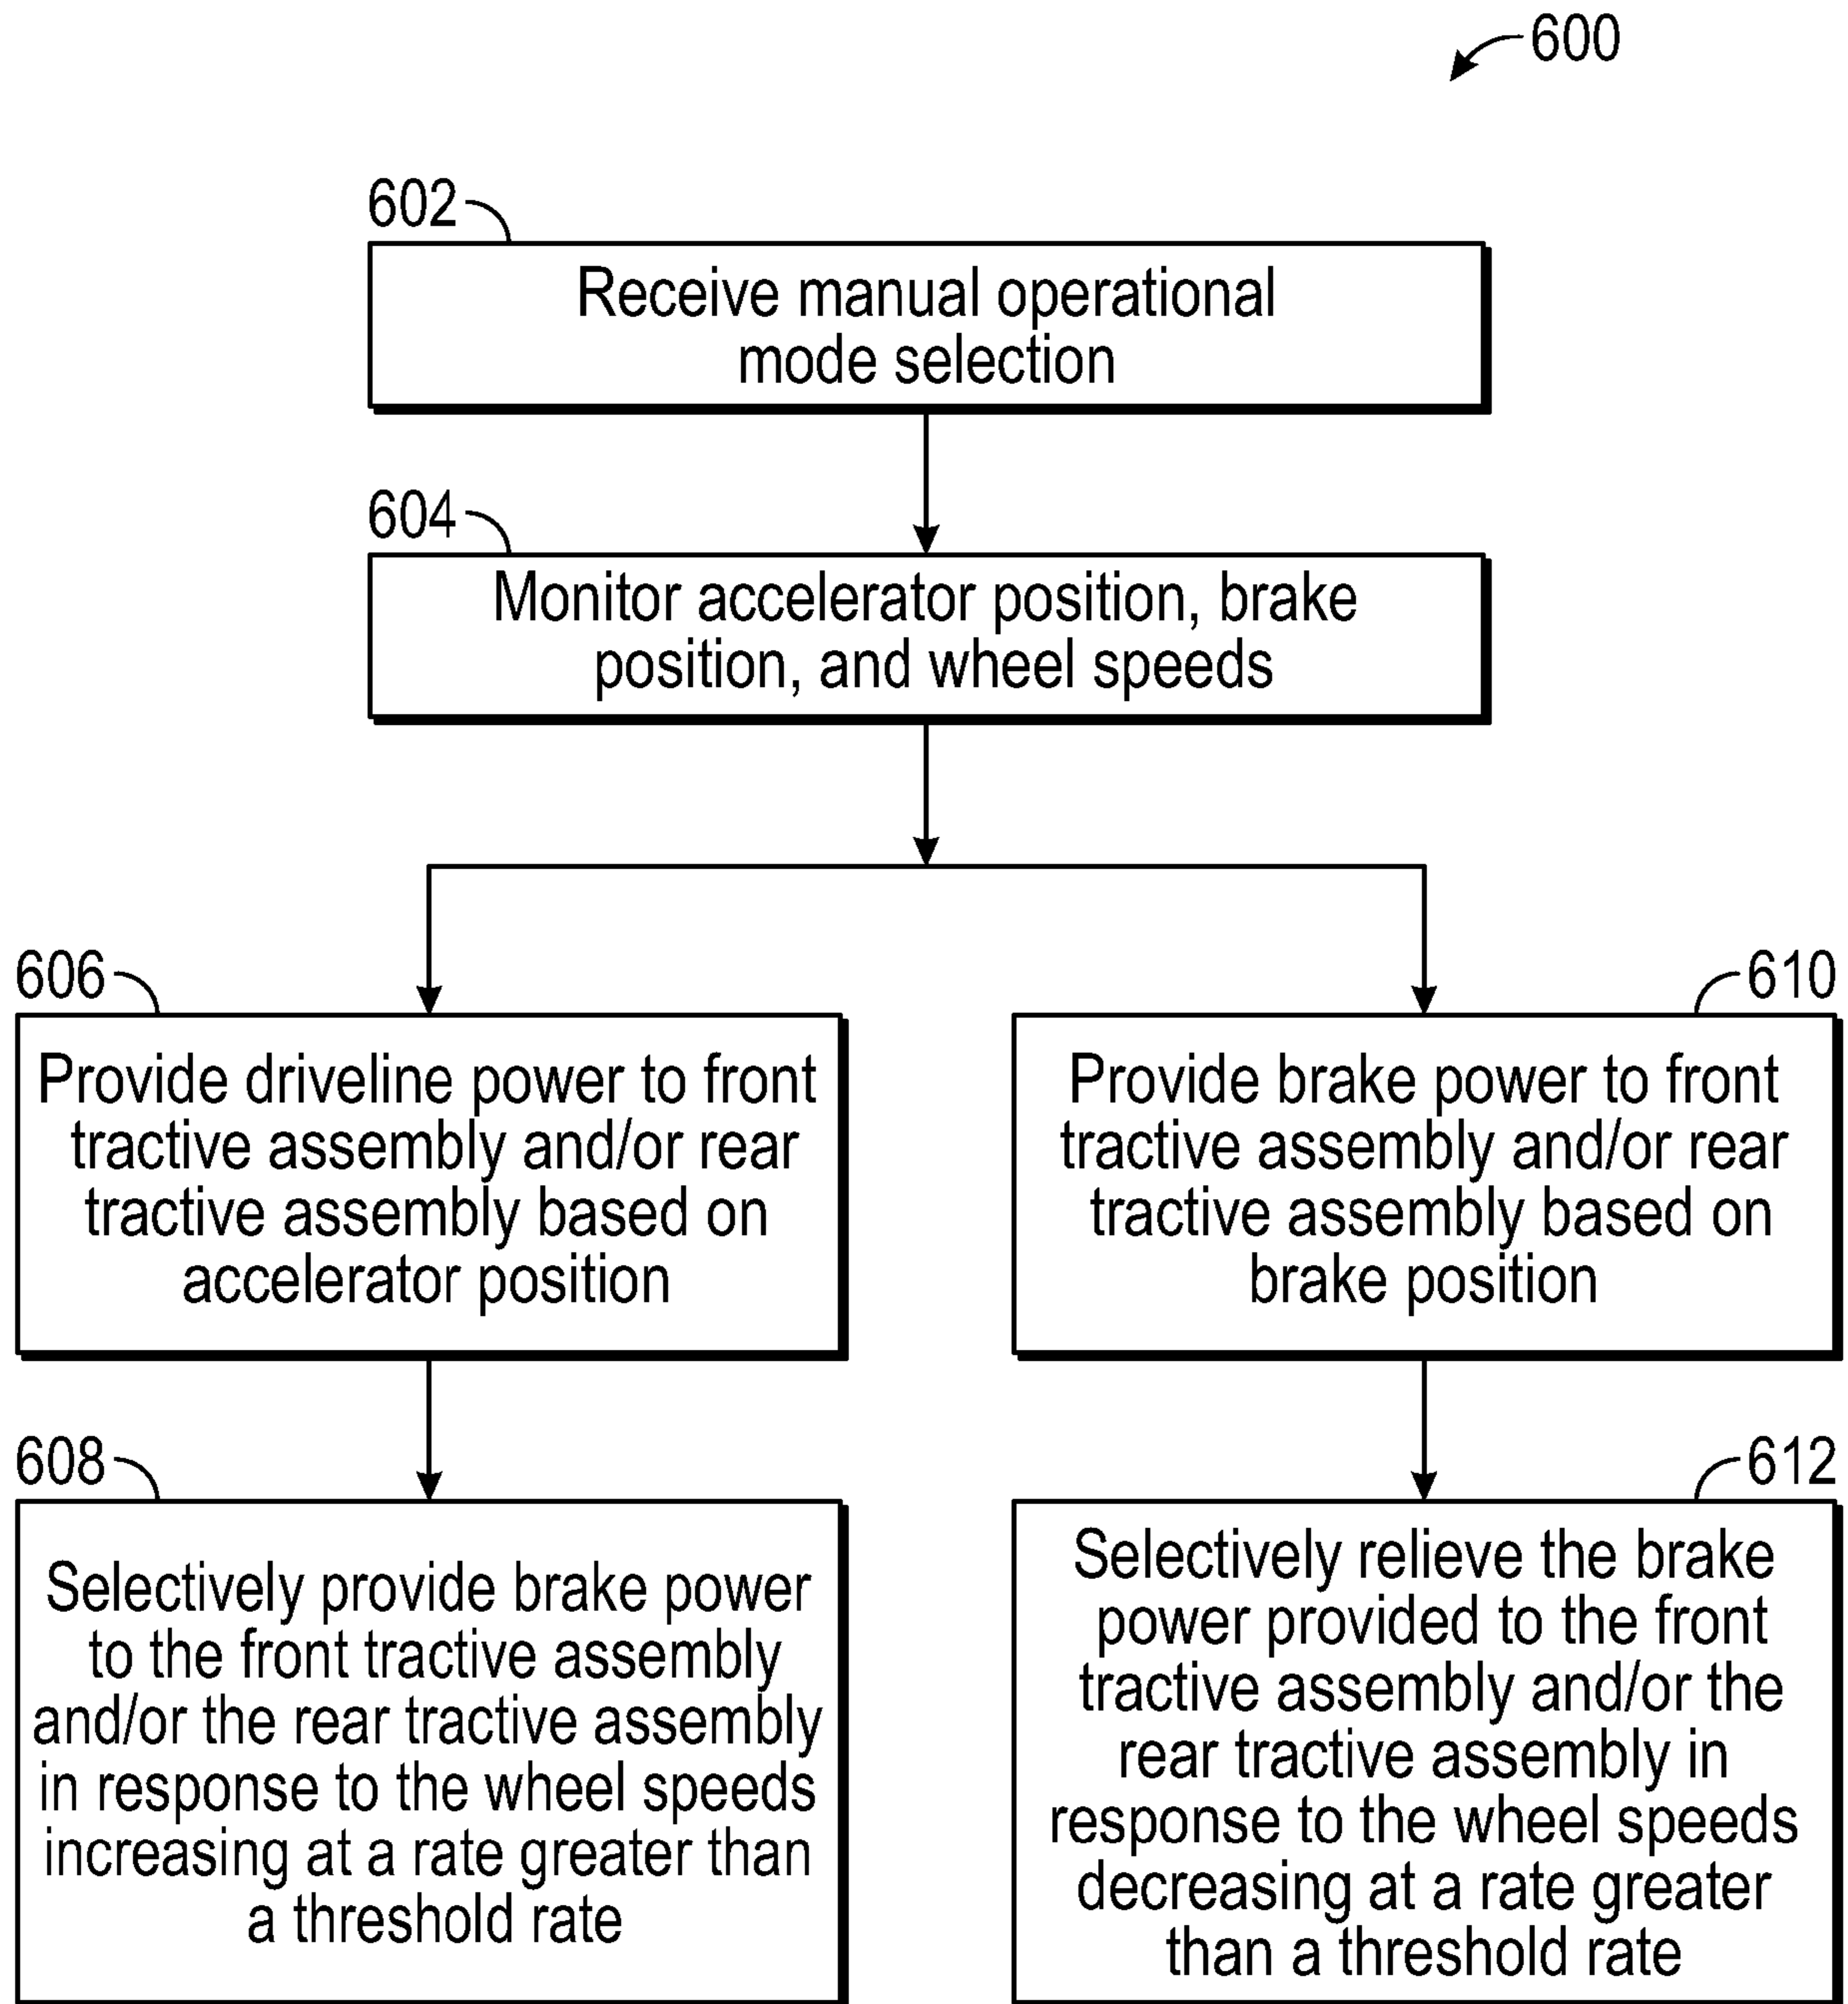 600
602
Receive manual operational
mode selection
604
Monitor accelerator position, brake
position, and wheel speeds
606
Provide driveline power to front
tractive assembly and/or rear
tractive assembly based on
accelerator position
610
Provide brake power to front
tractive assembly and/or rear
tractive assembly based on
brake position
608
Selectively provide brake power
to the front tractive assembly
and/or the rear tractive assembly
in response to the wheel speeds
increasing at a rate greater than
a threshold rate
612
Selectively relieve the brake
power provided to the front
tractive assembly and/or the
rear tractive assembly in
response to the wheel speeds
decreasing at a rate greater
than a threshold rate